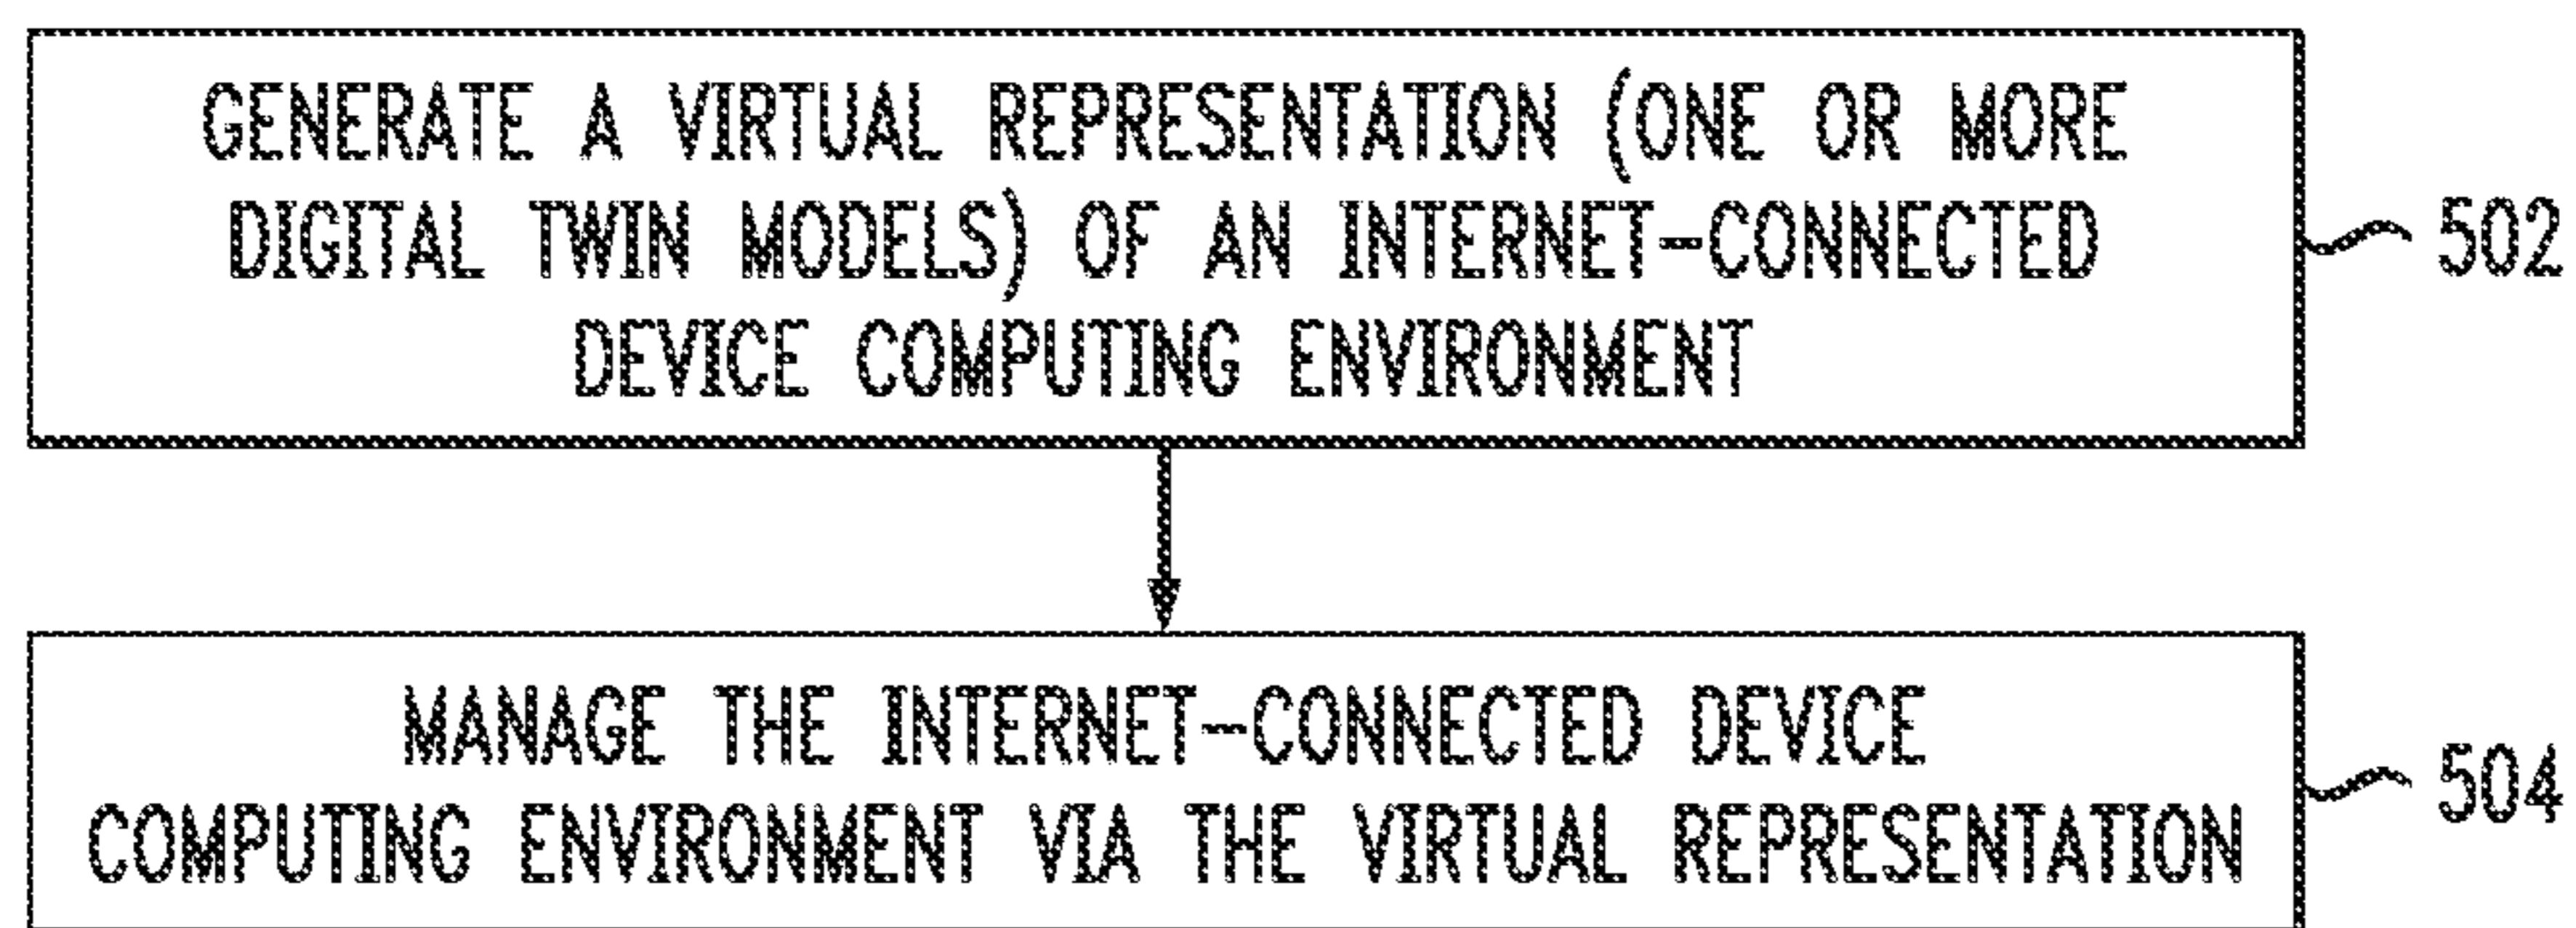 GENERATE A VIRTUAL REPRESENTATION (ONE OR MORE
DIGITAL TWIN MODELS) OF AN INTERNET-CONNECTED
DEVICE COMPUTING ENVIRONMENT
502
MANAGE THE INTERNET-CONNECTED DEVICE
COMPUTING ENVIRONMENT VIA THE VIRTUAL REPRESENTATION
504